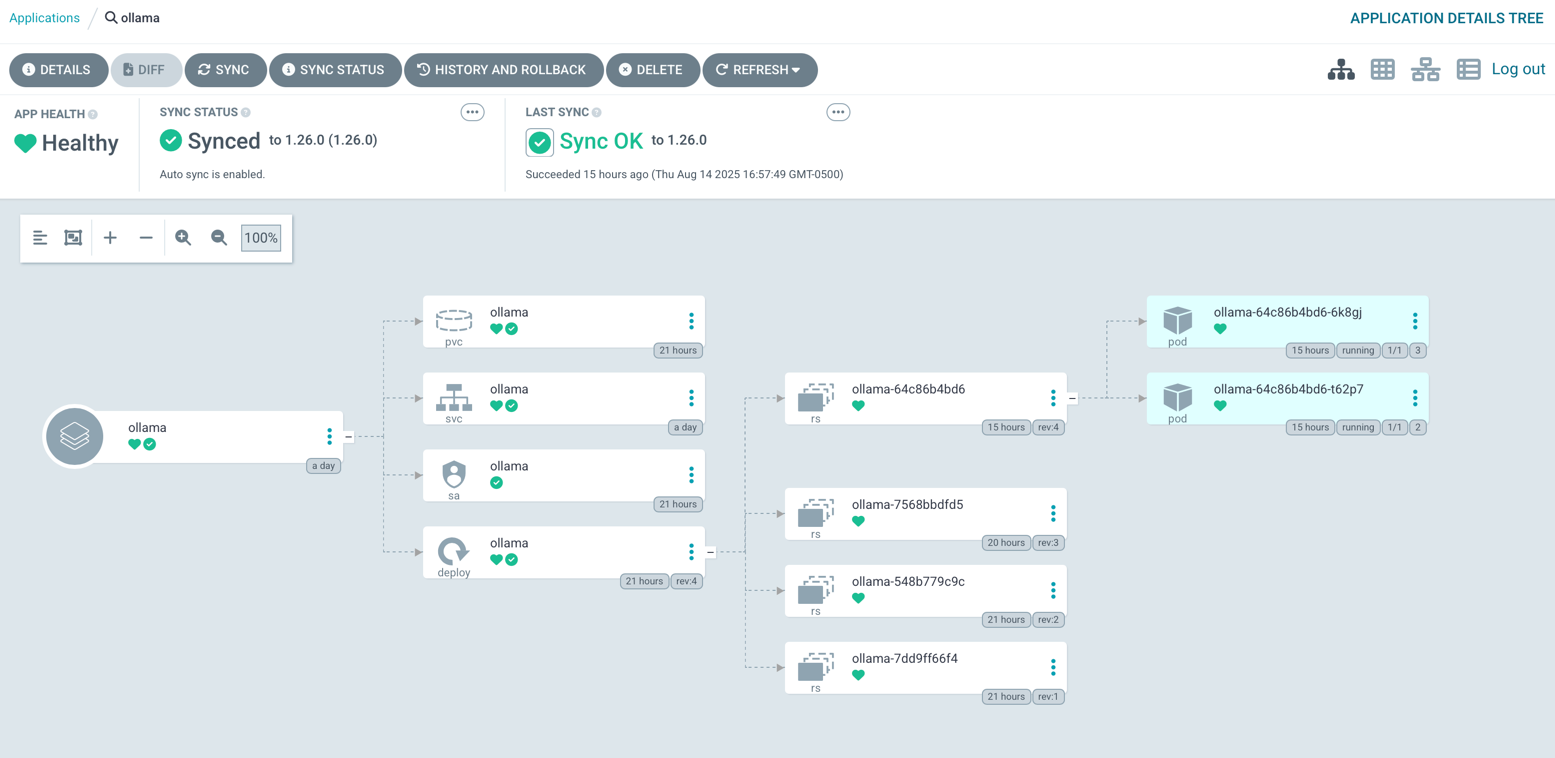 Applications / ollama
APPLICATION DETAILS TREE
DETAILS DIFF SYNC SYNC STATUS HISTORY AND ROLLBACK DELETE REFRESH
Log out
APP HEALTH
Healthy
SYNC STATUS
Synced to 1.26.0 (1.26.0)
Auto sync is enabled.
LAST SYNC
Sync OK to 1.26.0
Succeeded 15 hours ago (Thu Aug 14 2025 16:57:49 GMT-0500)
100%
ollama
a day
ollama
pvc
21 hours
ollama
svc
a day
ollama
sa
21 hours
ollama
deploy
21 hours rev:4
ollama-64c86b4bd6
rs
15 hours rev:4
ollama-7568bbdfd5
rs
20 hours rev:3
ollama-548b779c9c
rs
21 hours rev:2
ollama-7dd9ff66f4
rs
21 hours rev:1
ollama-64c86b4bd6-6k8gj
pod
15 hours running 1/1 3
ollama-64c86b4bd6-t62p7
pod
15 hours running 1/1 2